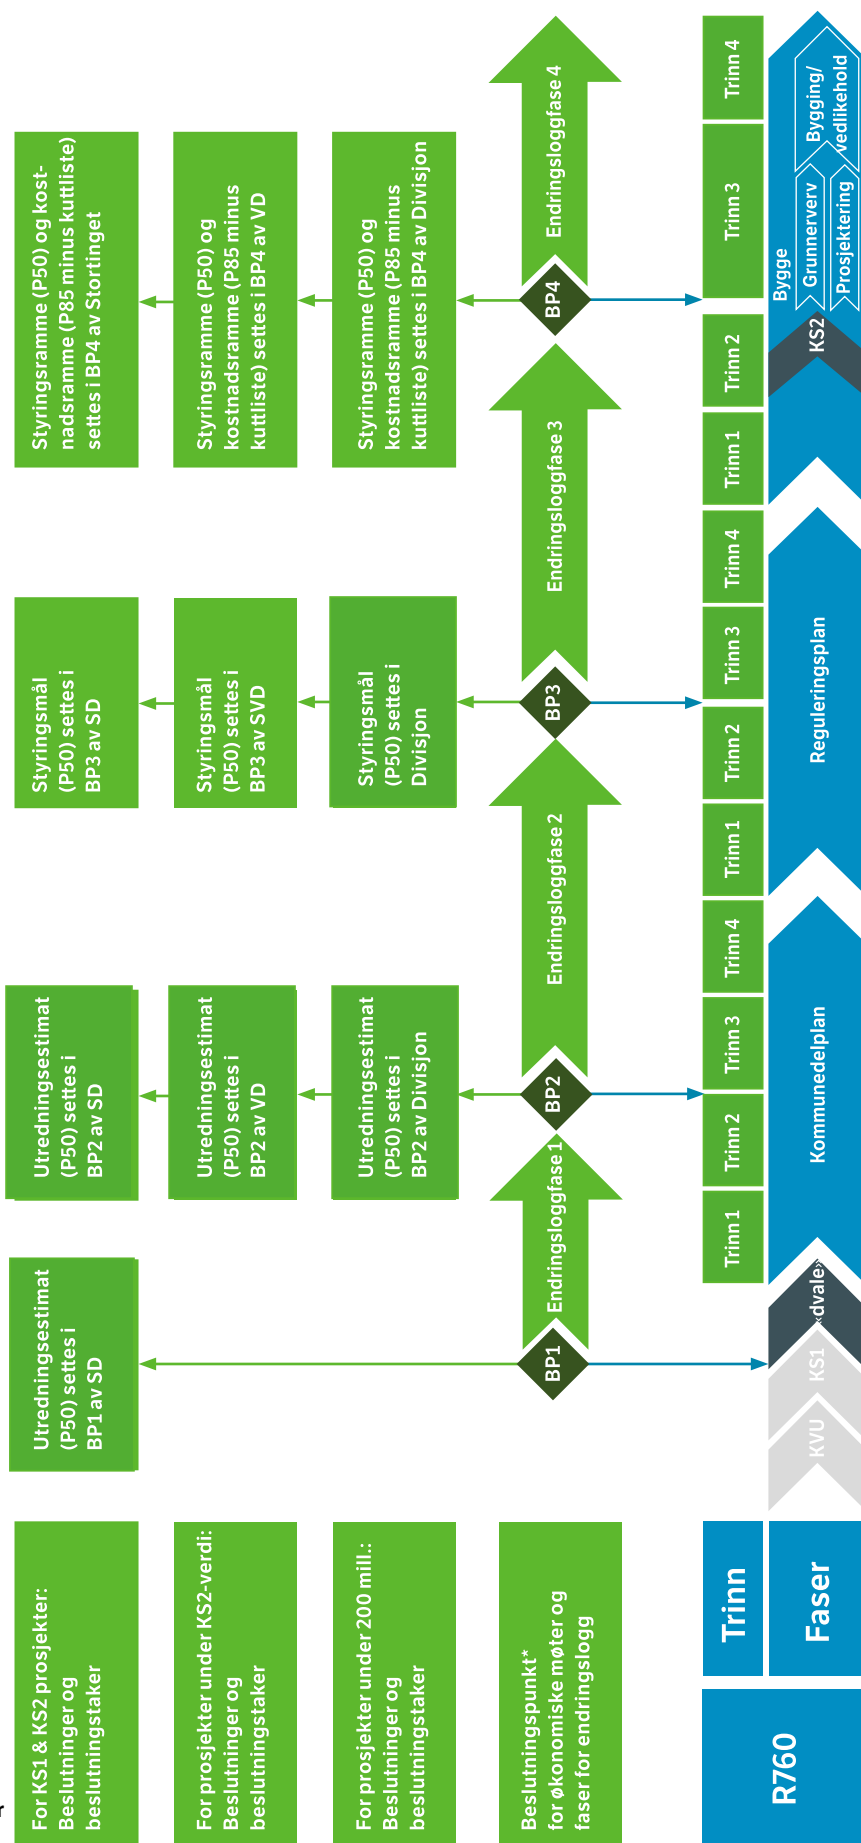 For KS1 & KS2 prosjekter:
Beslutninger og
beslutningstaker
Utredningsestimat
(P50) settes i
BP1 av SD
Utredningsestimat
(P50) settes i
BP2 av SD
Styringsmål
(P50) settes i
BP3 av SD
Styringsramme (P50) og kost-
nadsramme (P85 minus kuttliste)
settes i BP4 av Stortinget
For prosjekter under KS2-verdi:
Beslutninger og
beslutningstaker
Utredningsestimat
(P50) settes i
BP2 av VD
Styringsmål
(P50) settes i
BP3 av SVD
Styringsramme (P50) og
kostnadsramme (P85 minus
kuttliste) settes i BP4 av VD
For prosjekter under 200 mill.:
Beslutninger og
beslutningstaker
Utredningsestimat
(P50) settes i
BP2 av Divisjon
Styringsmål
(P50) settes i
Divisjon
Styringsramme (P50) og
kostnadsramme (P85 minus
kuttliste) settes i BP4 av Divisjon
Beslutningspunkt*
for økonomiske møter og
faser for endringslogg
BP1
Endringsloggfase 1
BP2
Endringsloggfase 2
BP3
Endringsloggfase 3
BP4
Endringsloggfase 4
R760
Trinn
Trinn 1
Trinn 2
Trinn 3
Trinn 4
Trinn 1
Trinn 2
Trinn 3
Trinn 4
Trinn 1
Trinn 2
Trinn 3
Trinn 4
Faser
KVU
KS1
«dvale»
Kommunedelplan
Reguleringsplan
KS2
Bygge
Grunnerverv
Prosjektering
Bygging/
vedlikehold